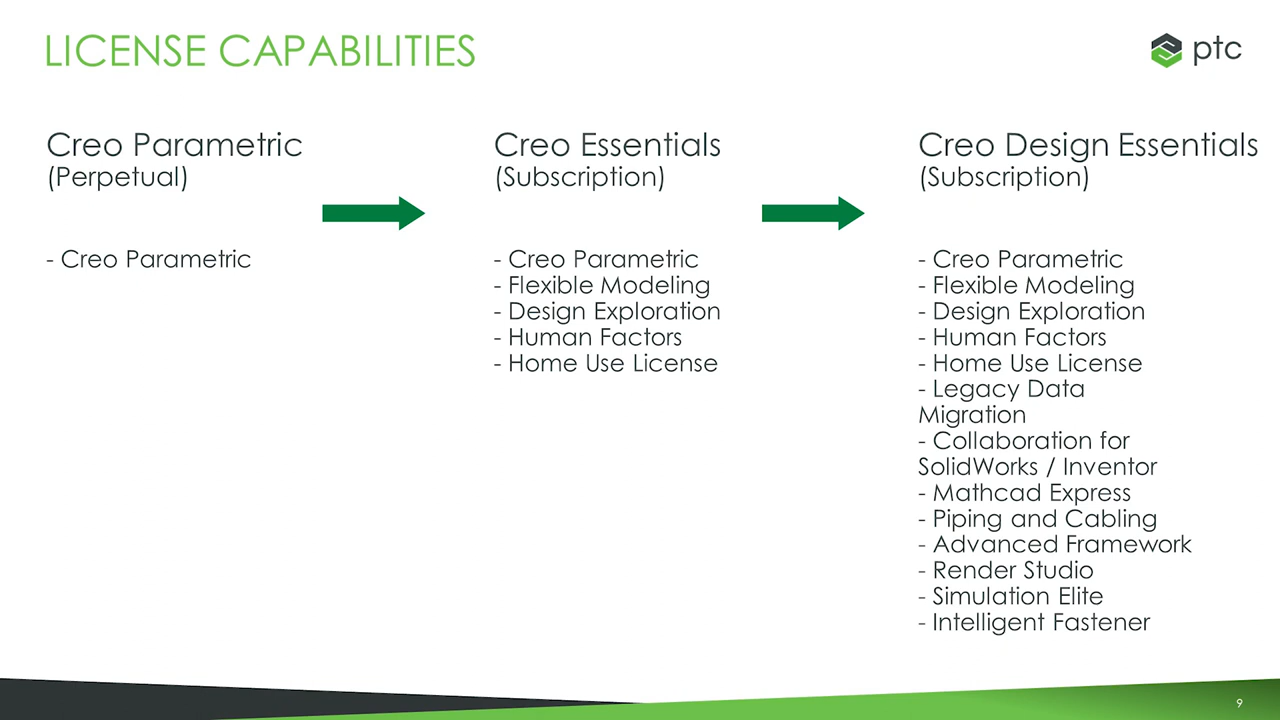 LICENSE CAPABILITIES
ptc
Creo Parametric
(Perpetual)
- Creo Parametric
Creo Essentials
(Subscription)
- Creo Parametric
- Flexible Modeling
- Design Exploration
- Human Factors
- Home Use License
Creo Design Essentials
(Subscription)
- Creo Parametric
- Flexible Modeling
- Design Exploration
- Human Factors
- Home Use License
- Legacy Data
Migration
- Collaboration for
SolidWorks / Inventor
- Mathcad Express
- Piping and Cabling
- Advanced Framework
- Render Studio
- Simulation Elite
- Intelligent Fastener
9